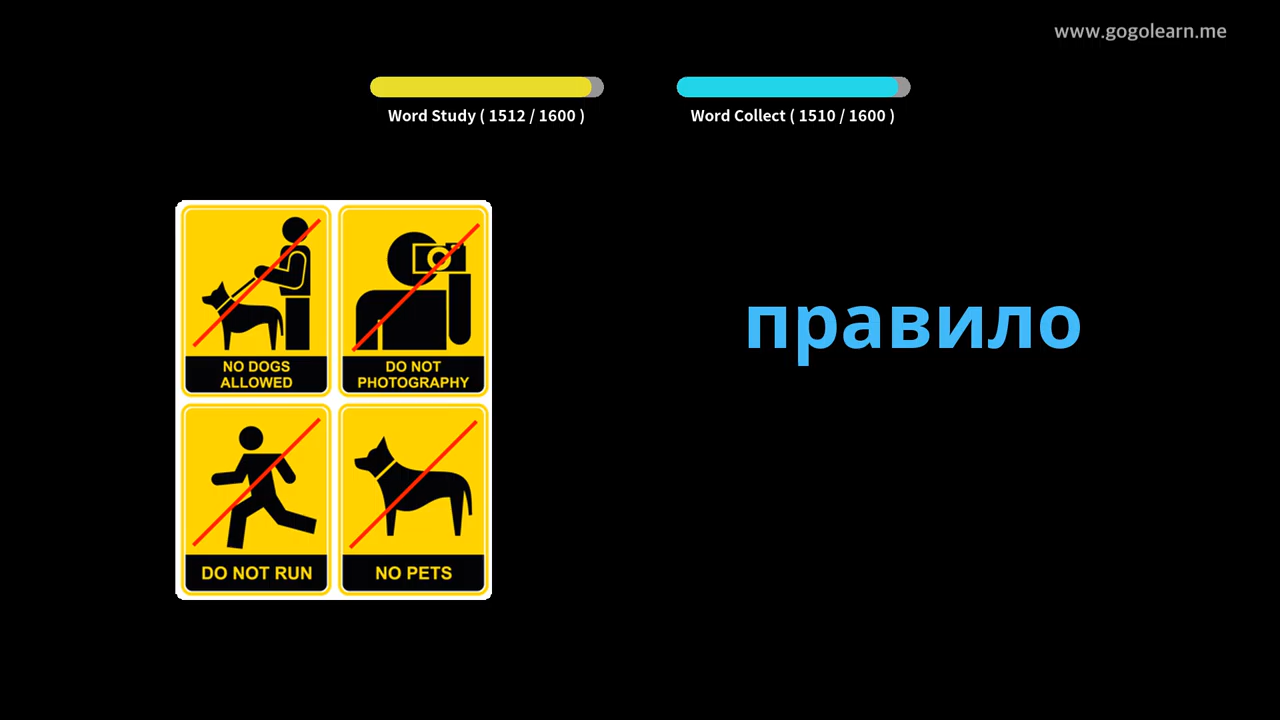 www.gogolearn.me
Word Study ( 1512 / 1600 )
Word Collect ( 1510 / 1600 )
NO DOGS
ALLOWED
DO NOT
PHOTOGRAPHY
правило
DO NOT RUN
NO PETS